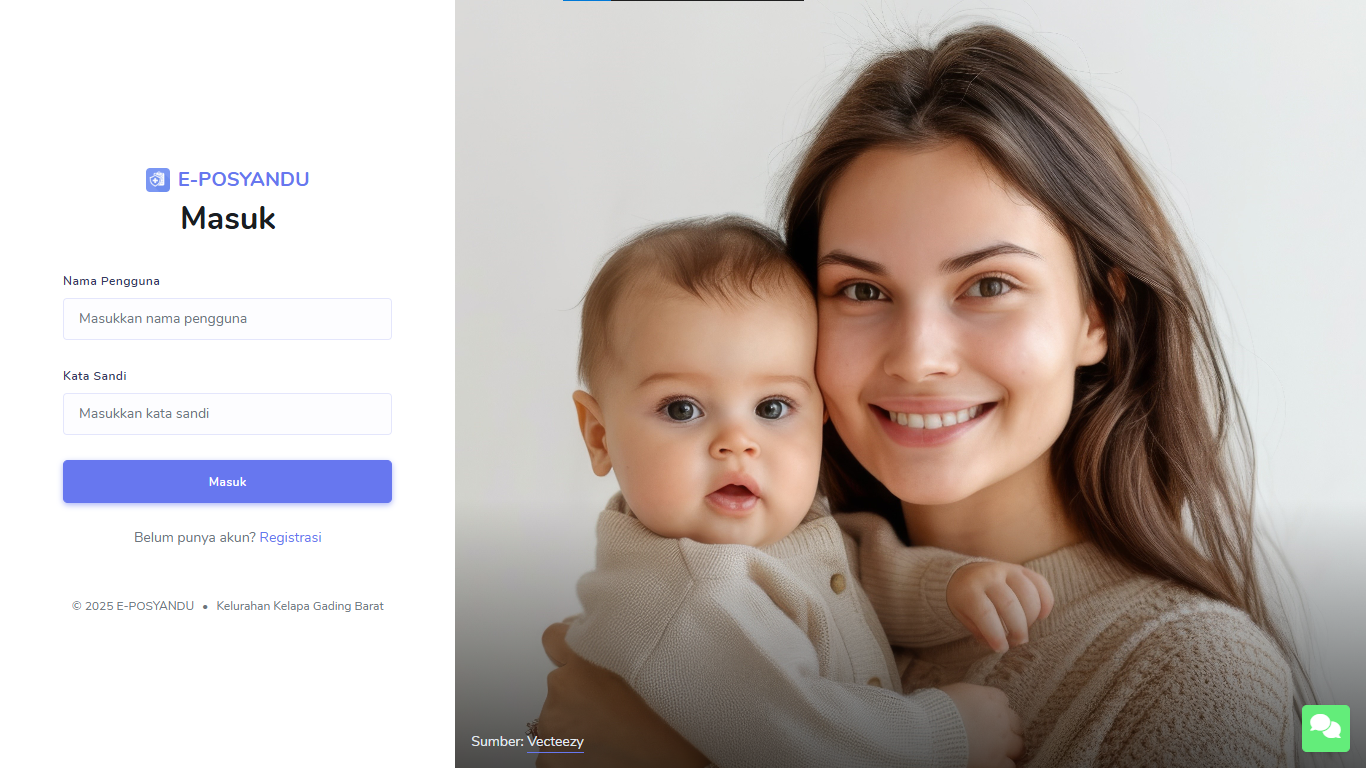 E-POSYANDU
Masuk
Nama Pengguna
Masukkan nama pengguna
Kata Sandi
Masukkan kata sandi
Masuk
Belum punya akun? Registrasi
© 2025 E-POSYANDU • Kelurahan Kelapa Gading Barat
Sumber: Vecteezy